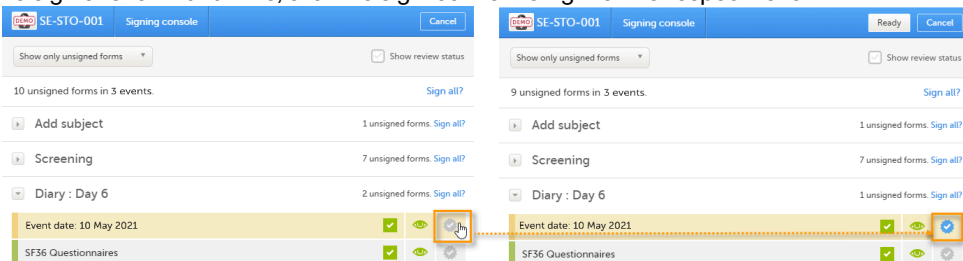 DEMO SE-STO-001 Signing console Cancel
Show only unsigned forms Show review status
10 unsigned forms in 3 events. Sign all?
Add subject 1 unsigned forms. Sign all?
Screening 7 unsigned forms. Sign all?
Diary : Day 6 2 unsigned forms. Sign all?
Event date: 10 May 2021
SF36 Questionnaires
DEMO SE-STO-001 Signing console Ready Cancel
Show only unsigned forms Show review status
9 unsigned forms in 3 events. Sign all?
Add subject 1 unsigned forms. Sign all?
Screening 7 unsigned forms. Sign all?
Diary : Day 6 1 unsigned forms. Sign all?
Event date: 10 May 2021
SF36 Questionnaires